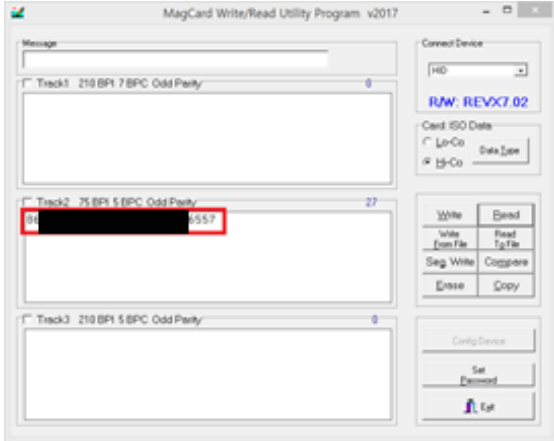 MagCard Write/Read Utility Program v2017
Message
Connect Device
HID
R/W: REVX7.02
Track1 210 BPI 7 BPC Odd Parity 0
Card ISO Data
Lo-Co
Hi-Co
Data Type
Track2 75 BPI 5 BPC Odd Parity 27
86 6557
Write Read
Write From File
Read To File
Seq. Write Compare
Erase Copy
Track3 210 BPI 5 BPC Odd Parity 0
Config Device
Set Password
Exit